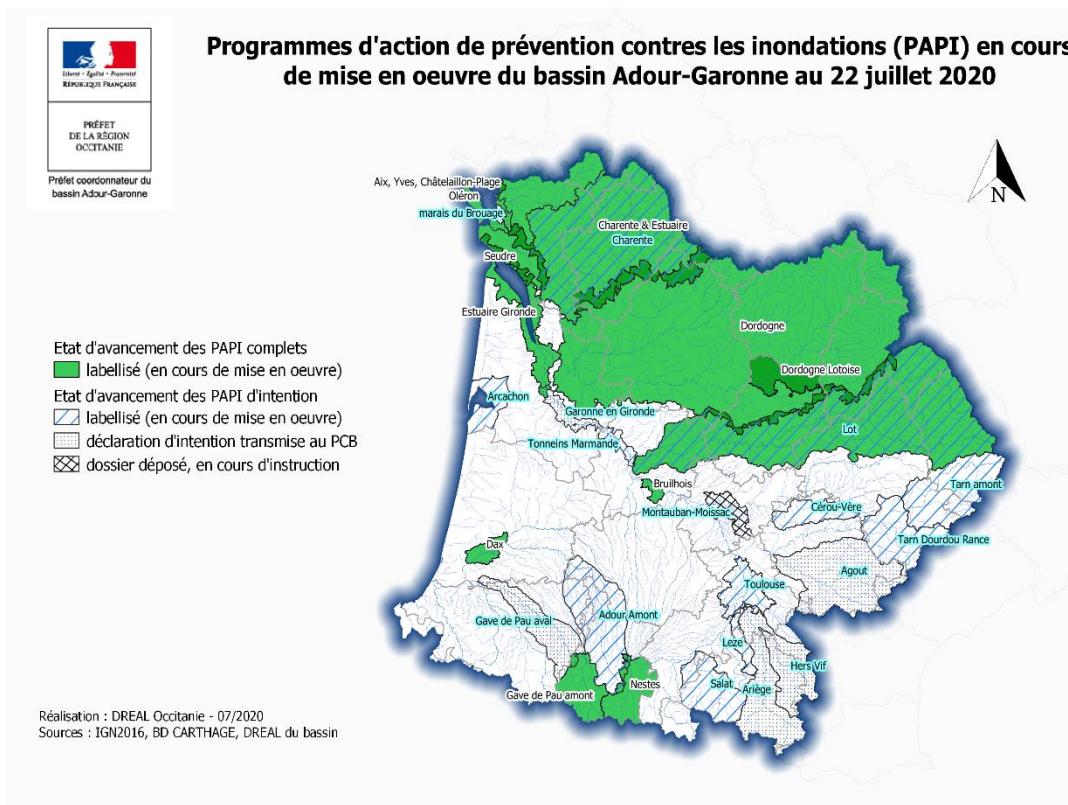 Liberté • Égalité • Fraternité
RÉPUBLIQUE FRANÇAISE
PRÉFET
DE LA RÉGION
OCCITANIE
Préfet coordonnateur du
bassin Adour-Garonne
Programmes d'action de prévention contres les inondations (PAPI) en cours
de mise en oeuvre du bassin Adour-Garonne au 22 juillet 2020
N
Aix, Yves, Châtelaillon-Plage
Oléron
marais du Brouage
Charente & Estuaire
Charente
Seudre
Estuaire Gironde
Dordogne
Dordogne Lotoise
Arcachon
Garonne en Gironde
Lot
Tonneins Marmande
Bruilhois
Montauban-Moissac
Cérou-Vère
Tarn amont
Tarn Dourdou Rance
Dax
Agout
Toulouse
Gave de Pau aval
Adour Amont
Leze
Hers Vif
Gave de Pau amont
Nestes
Salat
Ariège
Etat d'avancement des PAPI complets
labellisé (en cours de mise en oeuvre)
Etat d'avancement des PAPI d'intention
labellisé (en cours de mise en oeuvre)
déclaration d'intention transmise au PCB
dossier déposé, en cours d'instruction
Réalisation : DREAL Occitanie - 07/2020
Sources : IGN2016, BD CARTHAGE, DREAL du bassin